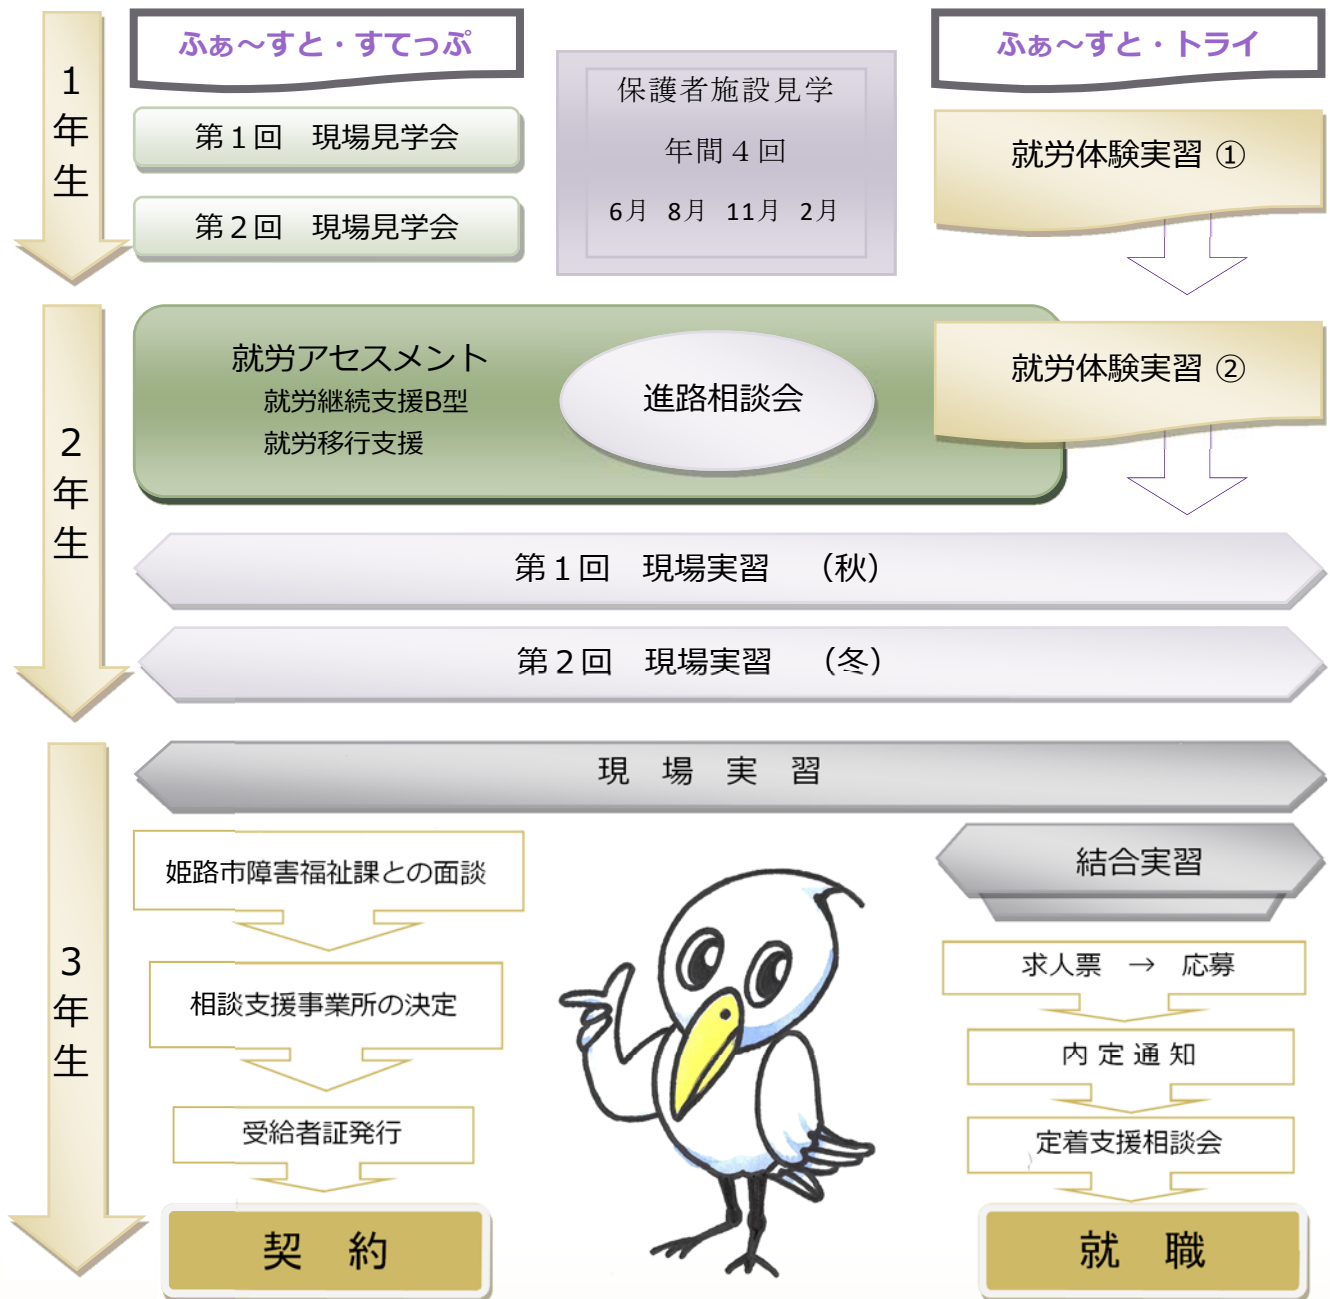 1年生
ふぁ～すと・すてっぷ
第１回　現場見学会
第２回　現場見学会
保護者施設見学
年間４回
6月 8月 11月 2月
ふぁ～すと・トライ
就労体験実習 ①
2年生
就労アセスメント
就労継続支援B型
就労移行支援
進路相談会
就労体験実習 ②
第１回　現場実習　（秋）
第２回　現場実習　（冬）
3年生
現　場　実　習
姫路市障害福祉課との面談
相談支援事業所の決定
受給者証発行
契　約
結合実習
求人票　→　応募
内 定 通 知
定着支援相談会
就　職